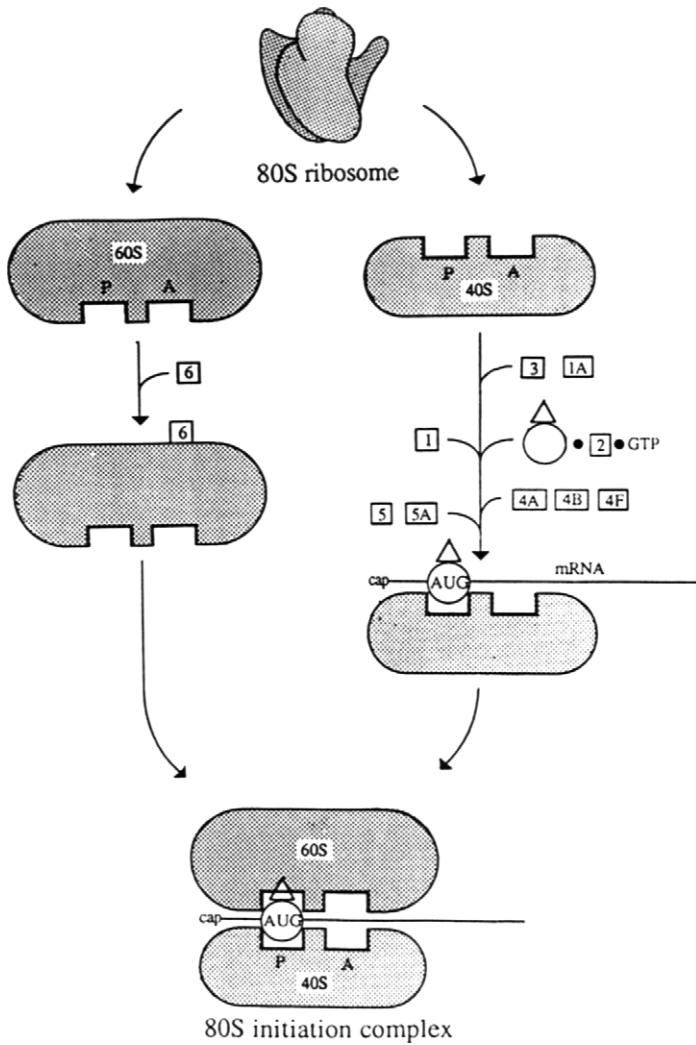 80S ribosome
60S
P A
P A
40S
6
3 1A
6
1 2 GTP
5 5A 4A 4B 4F
cap AUG mRNA
60S
cap AUG
P A
40S
80S initiation complex